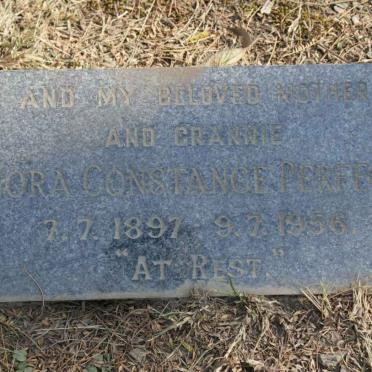 AND MY BELOVED MOTHER
AND GRANNIE
CONSTANCE
7.7.1897 - 9.7.1956.
"AT REST."